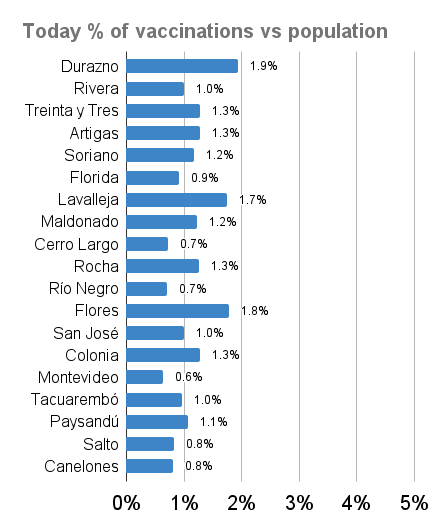 Today % of vaccinations vs population
Durazno 1.9%
Rivera 1.0%
Treinta y Tres 1.3%
Artigas 1.3%
Soriano 1.2%
Florida 0.9%
Lavalleja 1.7%
Maldonado 1.2%
Cerro Largo 0.7%
Rocha 1.3%
Río Negro 0.7%
Flores 1.8%
San José 1.0%
Colonia 1.3%
Montevideo 0.6%
Tacuarembó 1.0%
Paysandú 1.1%
Salto 0.8%
Canelones 0.8%
0% 1% 2% 3% 4% 5%